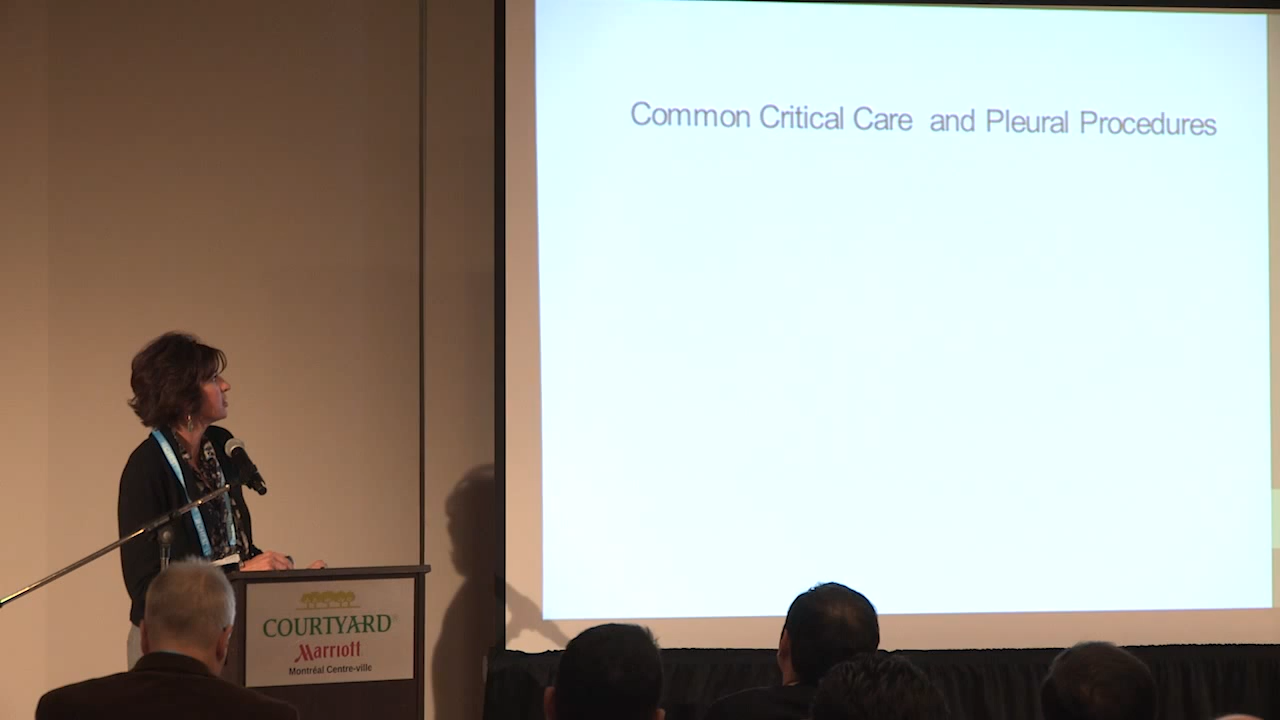 Common Critical Care and Pleural Procedures
COURTYARD
Marriott
Montréal Centre-ville